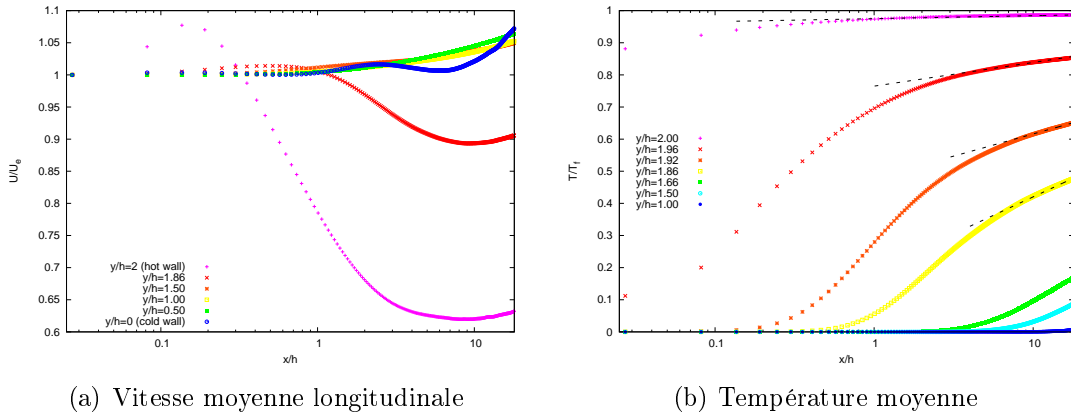 1.1
1.05
1
0.95
0.9
0.85
0.8
0.75
0.7
0.65
0.6
U/Ue
0.1
1
10
x/h
y/h=2 (hot wall)
y/h=1.86
y/h=1.50
y/h=1.00
y/h=0.50
y/h=0 (cold wall)
(a) Vitesse moyenne longitudinale
1
0.9
0.8
0.7
0.6
0.5
0.4
0.3
0.2
0.1
0
T/Tf
0.1
1
10
x/h
y/h=2.00
y/h=1.96
y/h=1.92
y/h=1.86
y/h=1.66
y/h=1.50
y/h=1.00
(b) Température moyenne